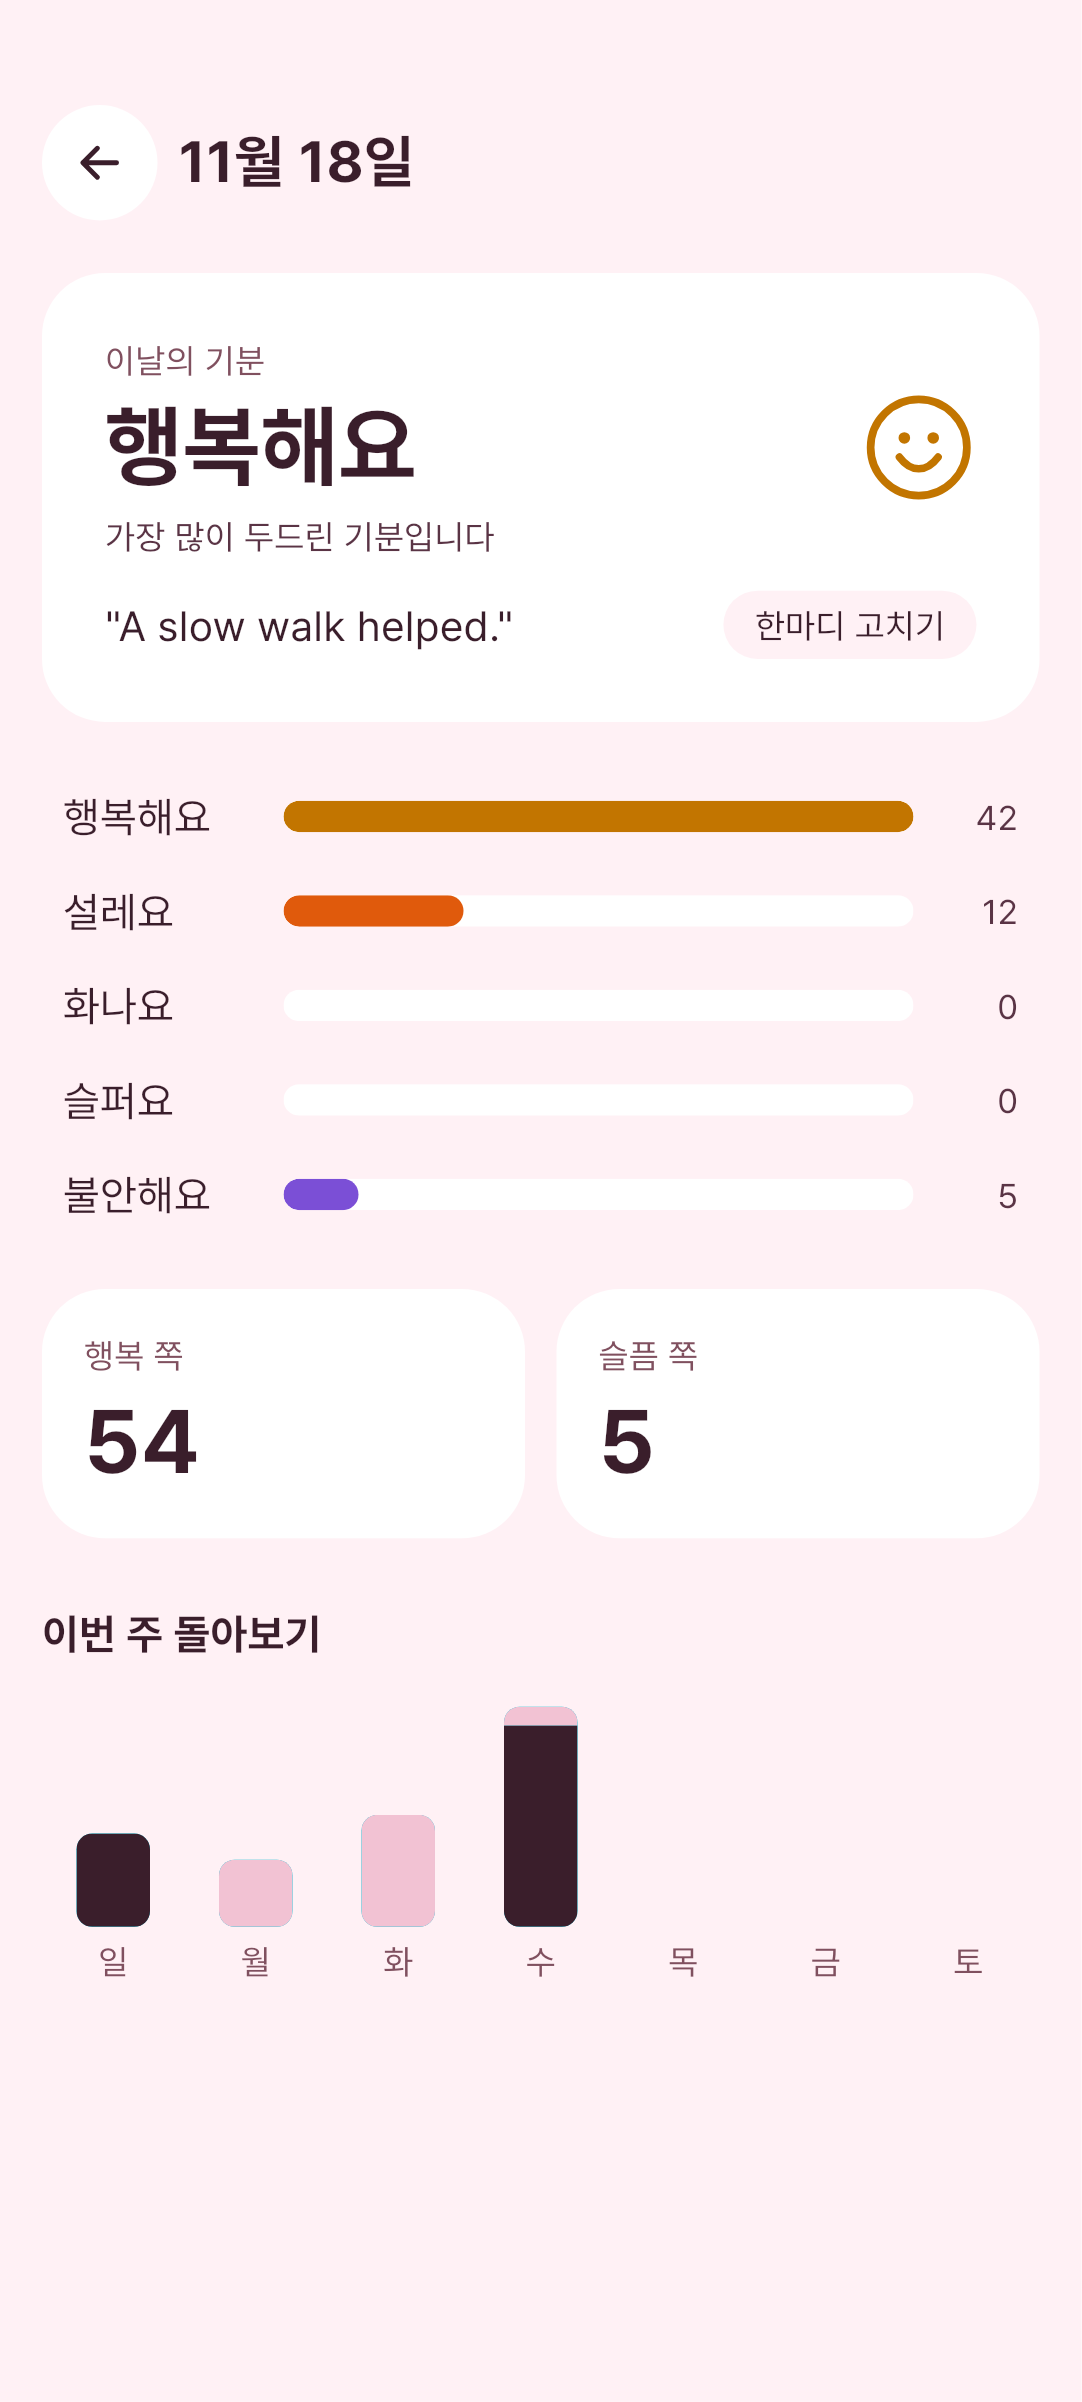 11월 18일
이날의 기분
행복해요
가장 많이 두드린 기분입니다
"A slow walk helped."
한마디 고치기
행복해요 42
설레요 12
화나요 0
슬퍼요 0
불안해요 5
행복 쪽
54
슬픔 쪽
5
이번 주 돌아보기
일 월 화 수 목 금 토